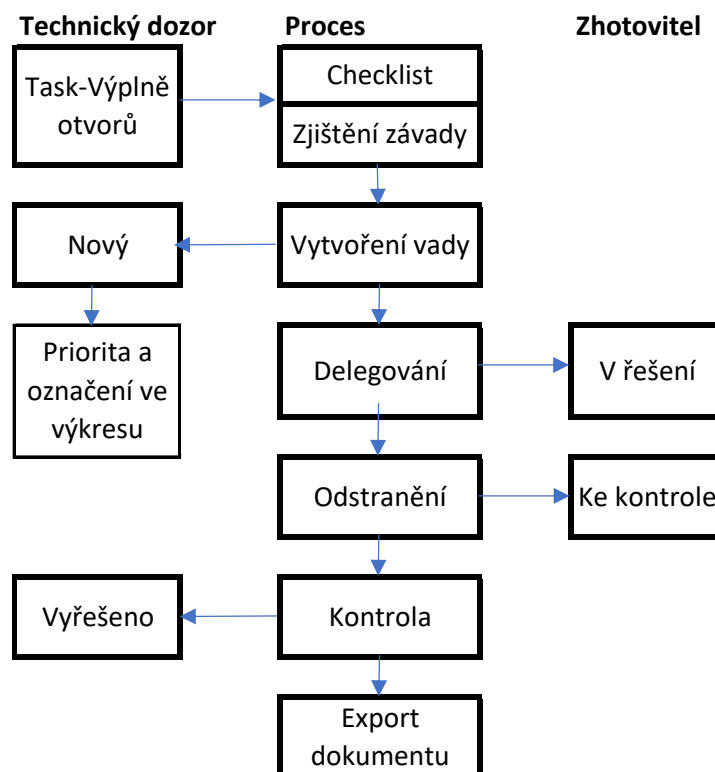 Technický dozor
Proces
Zhotovitel
Task-Výplně
otvorů
Checklist
Zjištění závady
Nový
Vytvoření vady
Priorita a
označení ve
výkresu
Delegování
V řešení
Odstranění
Ke kontrole
Vyřešeno
Kontrola
Export
dokumentu